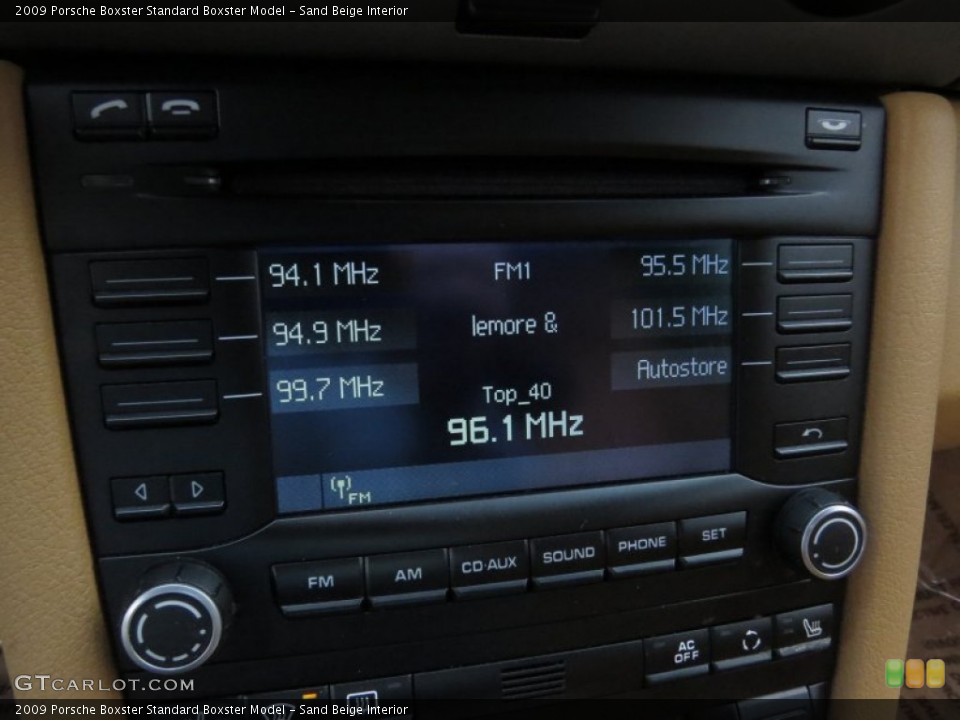 2009 Porsche Boxster Standard Boxster Model - Sand Beige Interior
94.1 MHz FM1 95.5 MHz
94.9 MHz lemore & 101.5 MHz
99.7 MHz Top_40 Autostore
96.1 MHz
FM
FM AM CD·AUX SOUND PHONE SET
AC OFF
GTCARLOT.COM
2009 Porsche Boxster Standard Boxster Model - Sand Beige Interior